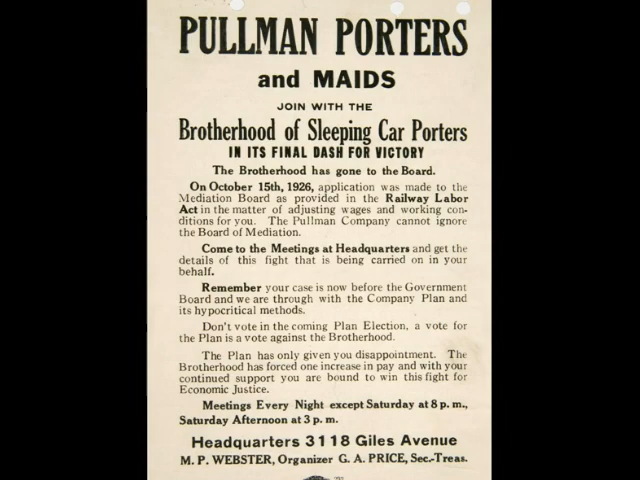 PULLMAN PORTERS
and MAIDS
JOIN WITH THE
Brotherhood of Sleeping Car Porters
IN ITS FINAL DASH FOR VICTORY
The Brotherhood has gone to the Board.
On October 15th, 1926, application was made to the
Mediation Board as provided in the Railway Labor
Act in the matter of adjusting wages and working con-
ditions for you. The Pullman Company cannot ignore
the Board of Mediation.
Come to the Meetings at Headquarters and get the
details of this fight that is being carried on in your
behalf.
Remember your case is now before the Government
Board and we are through with the Company Plan and
its hypocritical methods.
Don't vote in the coming Plan Election, a vote for
the Plan is a vote against the Brotherhood.
The Plan has only given you disappointment. The
Brotherhood has forced one increase in pay and with your
continued support you are bound to win this fight for
Economic Justice.
Meetings Every Night except Saturday at 8 p. m.,
Saturday Afternoon at 3 p. m.
Headquarters 3118 Giles Avenue
M. P. WEBSTER, Organizer G. A. PRICE, Sec.-Treas.